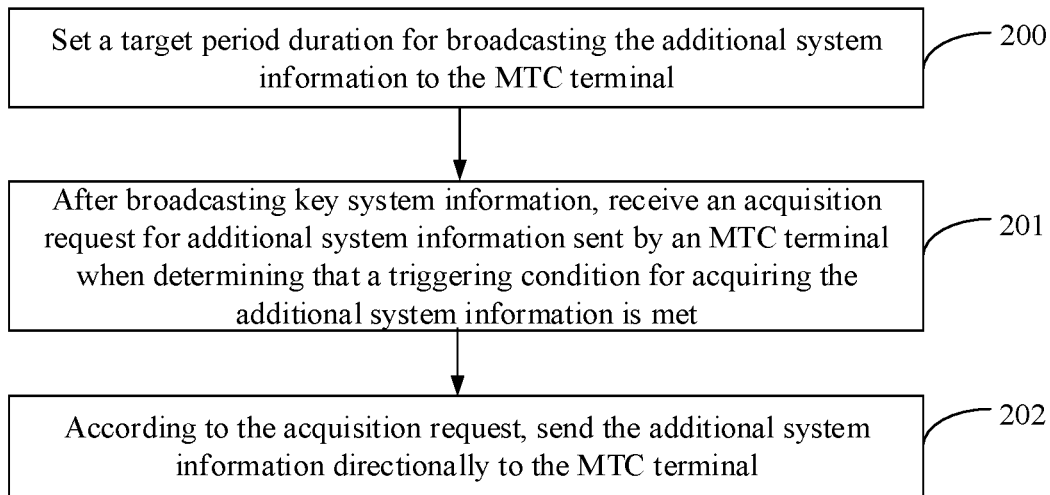 Set a target period duration for broadcasting the additional system
information to the MTC terminal
200
After broadcasting key system information, receive an acquisition
request for additional system information sent by an MTC terminal
when determining that a triggering condition for acquiring the
additional system information is met
201
According to the acquisition request, send the additional system
information directionally to the MTC terminal
202